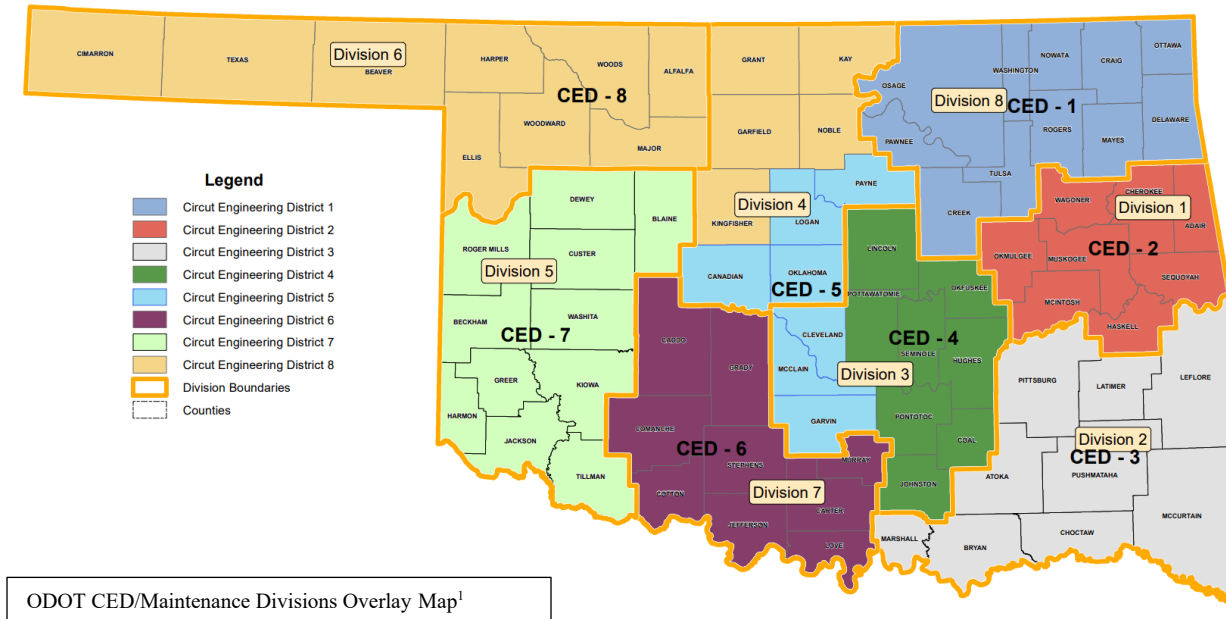 CIMARRON
TEXAS
Division 6
BEAVER
HARPER
WOODS
ALFALFA
GRANT
KAY
CED - 8
WOODWARD
MAJOR
ELLIS
GARFIELD
NOBLE
OSAGE
WASHINGTON
NOWATA
CRAIG
OTTAWA
Division 8
CED - 1
PAWNEE
ROGERS
MAYES
DELAWARE
TULSA
CREEK
Legend
Circut Engineering District 1
Circut Engineering District 2
Circut Engineering District 3
Circut Engineering District 4
Circut Engineering District 5
Circut Engineering District 6
Circut Engineering District 7
Circut Engineering District 8
Division Boundaries
Counties
DEWEY
BLAINE
ROGER MILLS
CUSTER
Division 5
BECKHAM
WASHITA
CED - 7
GREER
KIOWA
HARMON
JACKSON
TILLMAN
KINGFISHER
Division 4
LOGAN
PAYNE
CANADIAN
OKLAHOMA
CED - 5
LINCOLN
POTTAWATOMIE
OKFUSKEE
CLEVELAND
CED - 4
SEMINOLE
HUGHES
MCCLAIN
Division 3
GARVIN
PONTOTOC
COAL
JOHNSTON
WAGONER
CHEROKEE
Division 1
ADAIR
CED - 2
OKMULGEE
MUSKOGEE
SEQUOYAH
MCINTOSH
HASKELL
CADDO
GRADY
COMANCHE
CED - 6
STEPHENS
MURRAY
COTTON
Division 7
CARTER
JEFFERSON
LOVE
PITTSBURG
LATIMER
LEFLORE
Division 2
CED - 3
ATOKA
PUSHMATAHA
MCCURTAIN
MARSHALL
BRYAN
CHOCTAW
ODOT CED/Maintenance Divisions Overlay Map¹